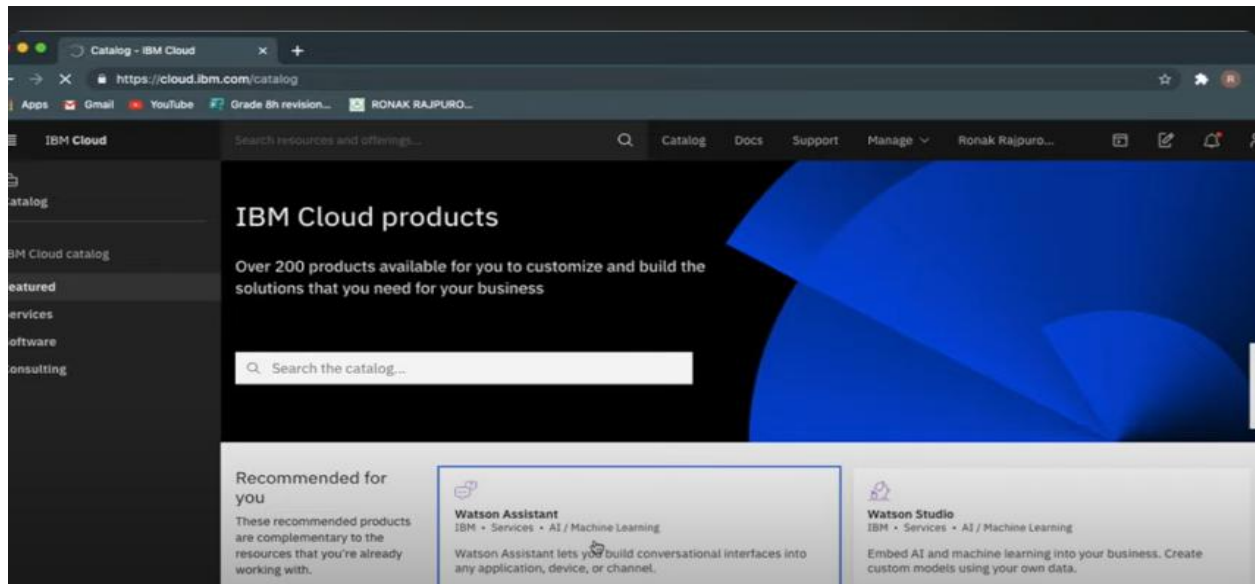 Catalog - IBM Cloud
https://cloud.ibm.com/catalog
Apps Gmail YouTube Grade 8h revision... RONAK RAJPURO...
IBM Cloud Search resources and offerings... Catalog Docs Support Manage Ronak Rajpuro...
atalog
BM Cloud catalog
eatured
ervices
oftware
onsulting
IBM Cloud products
Over 200 products available for you to customize and build the
solutions that you need for your business
Search the catalog...
Recommended for
you
These recommended products
are complementary to the
resources that you're already
working with.
Watson Assistant
IBM • Services • AI / Machine Learning
Watson Assistant lets you build conversational interfaces into
any application, device, or channel.
Watson Studio
IBM • Services • AI / Machine Learning
Embed AI and machine learning into your business. Create
custom models using your own data.